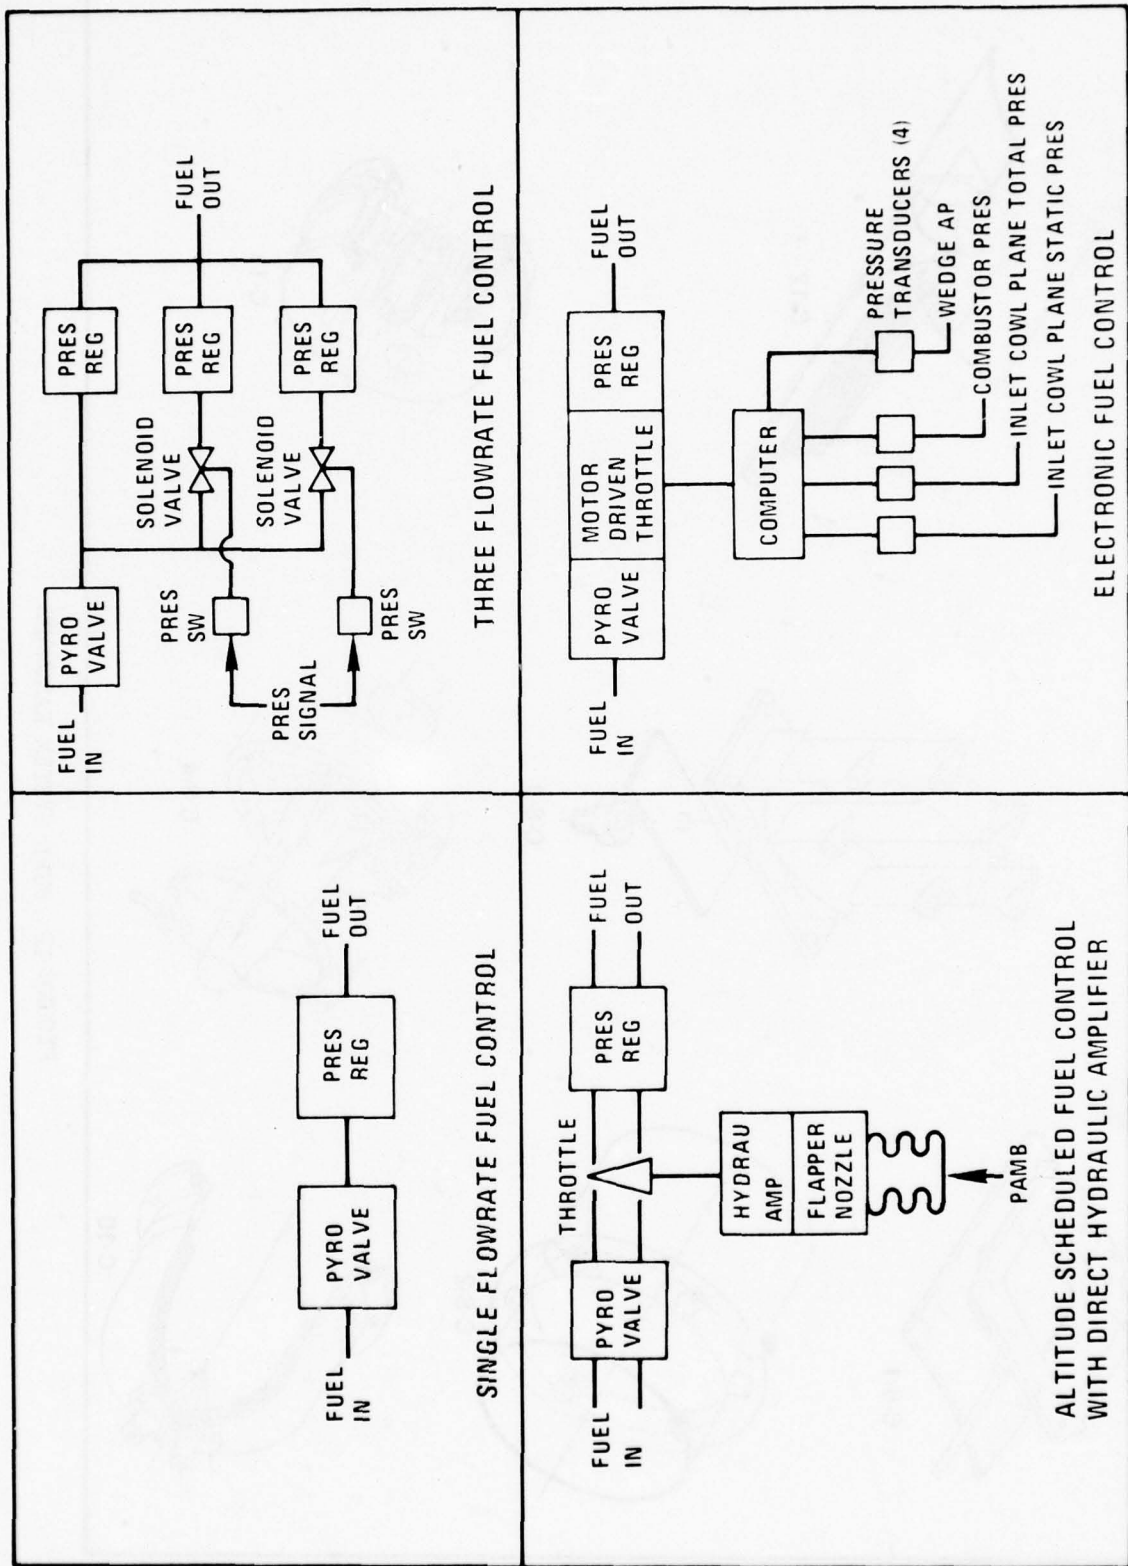 FUEL
IN
PYRO
VALVE
PRES
REG
FUEL
OUT
SINGLE FLOWRATE FUEL CONTROL
FUEL
IN
PYRO
VALVE
PRES
SIGNAL
PRES
SW
PRES
SW
SOLENOID
VALVE
SOLENOID
VALVE
PRES
REG
PRES
REG
PRES
REG
FUEL
OUT
THREE FLOWRATE FUEL CONTROL
FUEL
IN
PYRO
VALVE
THROTTLE
PRES
REG
FUEL
OUT
HYDRAU
AMP
FLAPPER
NOZZLE
PAMB
ALTITUDE SCHEDULED FUEL CONTROL
WITH DIRECT HYDRAULIC AMPLIFIER
FUEL
IN
PYRO
VALVE
MOTOR
DRIVEN
THROTTLE
PRES
REG
FUEL
OUT
COMPUTER
PRESSURE
TRANSDUCERS (4)
WEDGE AP
COMBUSTOR PRES
INLET COWL PLANE TOTAL PRES
INLET COWL PLANE STATIC PRES
ELECTRONIC FUEL CONTROL